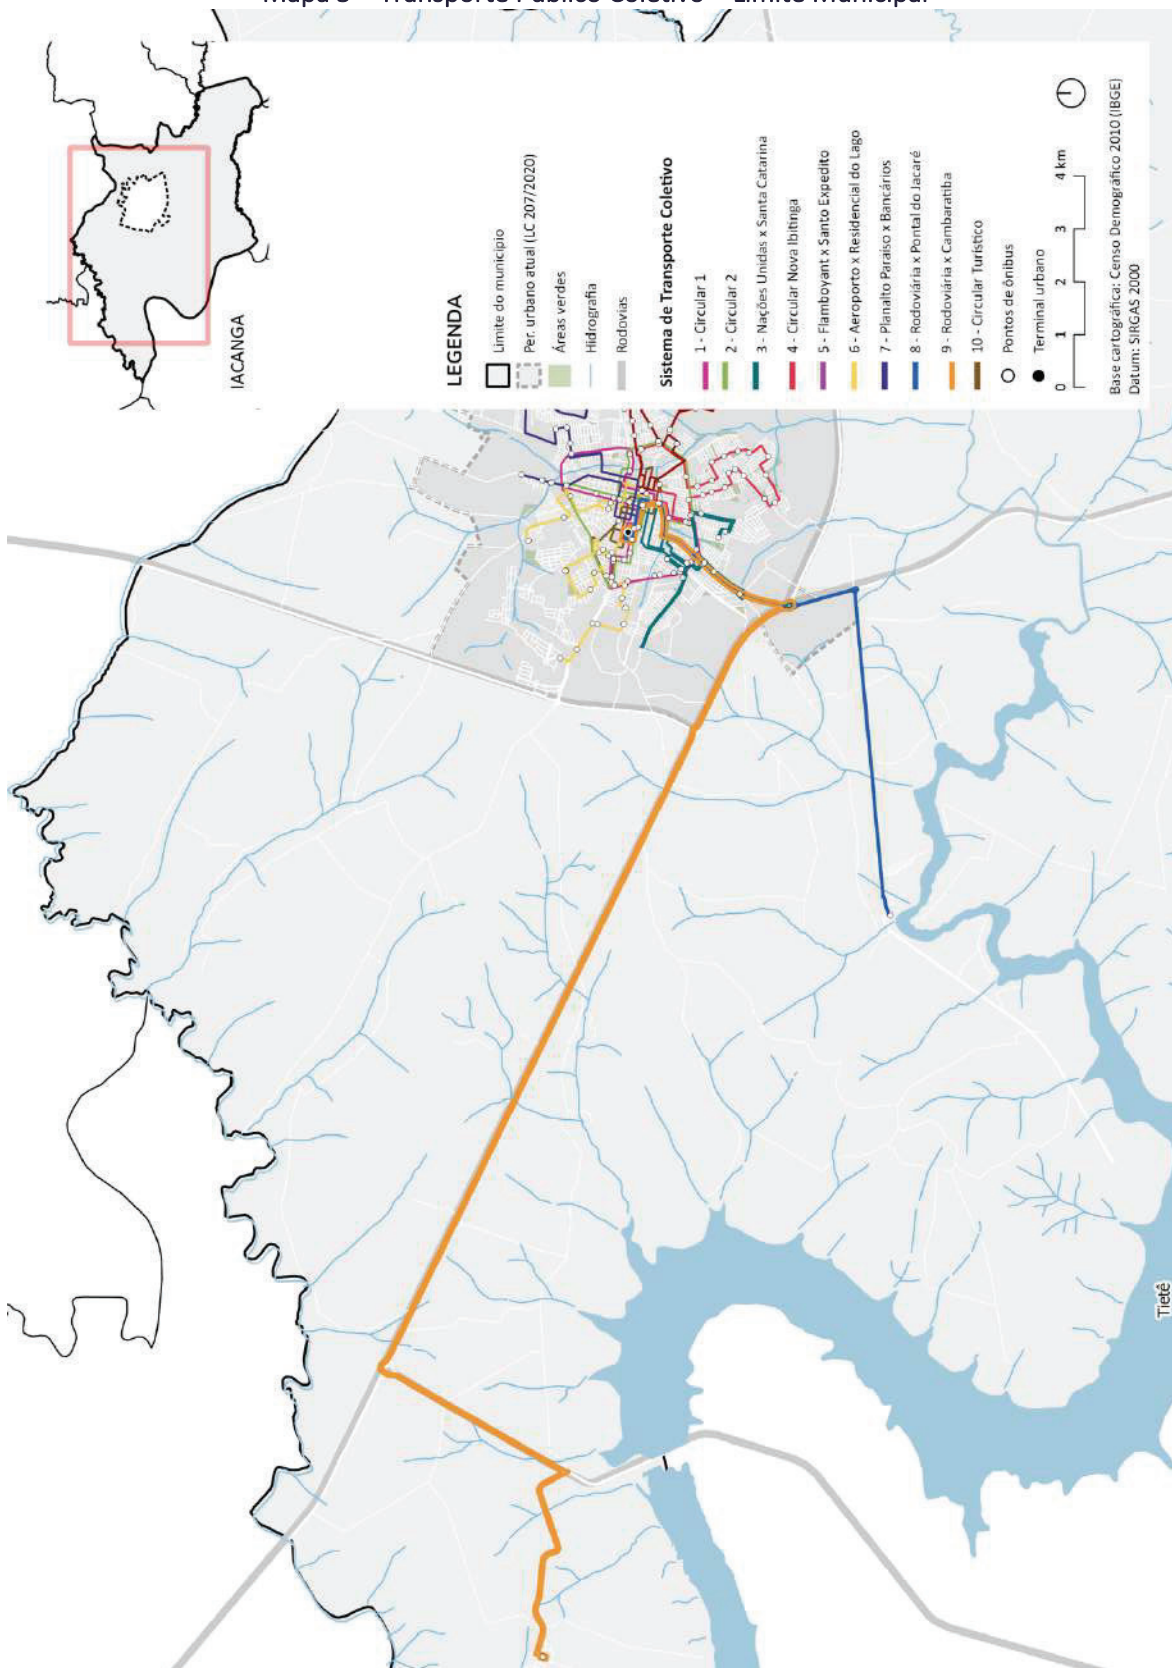 IACANGA
LEGENDA
Limite do município
Per. urbano atual (LC 207/2020)
Áreas verdes
Hidrografia
Rodovias
Sistema de Transporte Coletivo
1 - Circular 1
2 - Circular 2
3 - Nações Unidas x Santa Catarina
4 - Circular Nova Ibitinga
5 - Flamboyant x Santo Expedito
6 - Aeroporto x Residencial do Lago
7 - Planalto Paraíso x Bancários
8 - Rodoviária x Pontal do Jacaré
9 - Rodoviária x Cambaratiba
10 - Circular Turístico
Pontos de ônibus
Terminal urbano
0 1 2 3 4 km
Base cartográfica: Censo Demográfico 2010 (IBGE)
Datum: SIRGAS 2000
Tietê